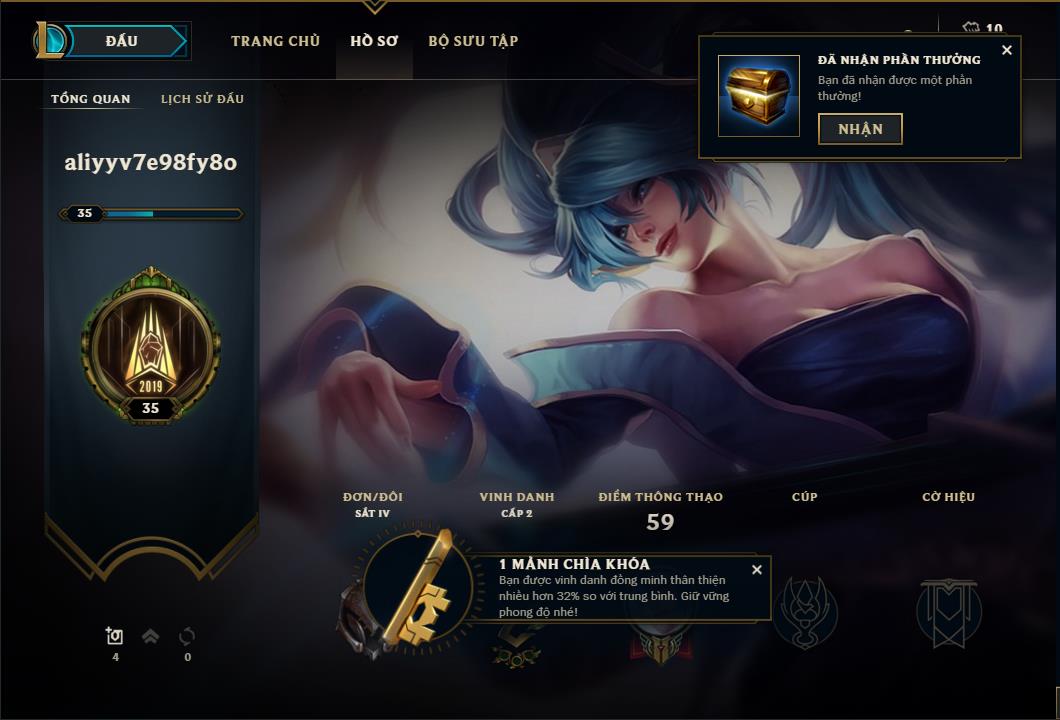 ĐẤU
TRANG CHỦ
HỒ SƠ
BỘ SƯU TẬP
10
ĐÃ NHẬN PHẦN THƯỞNG
Bạn đã nhận được một phần
thưởng!
NHẬN
TỔNG QUAN
LỊCH SỬ ĐẤU
aliyyv7e98fy8o
35
2019
35
ĐƠN/ĐÔI
SẮT IV
VINH DANH
CẤP 2
ĐIỂM THÔNG THẠO
59
CÚP
CỜ HIỆU
1 MẢNH CHÌA KHÓA
Bạn được vinh danh đồng minh thân thiện
nhiều hơn 32% so với trung bình. Giữ vững
phong độ nhé!
4
0